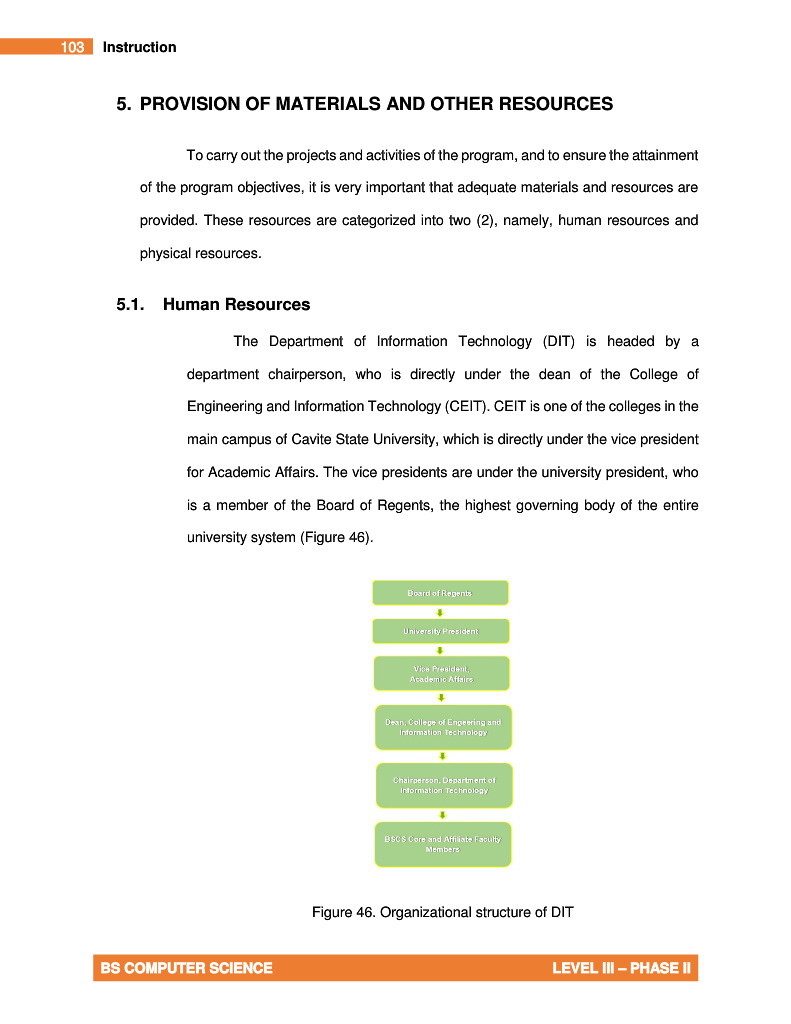 103 Instruction
5. PROVISION OF MATERIALS AND OTHER RESOURCES
To carry out the projects and activities of the program, and to ensure the attainment
of the program objectives, it is very important that adequate materials and resources are
provided. These resources are categorized into two (2), namely, human resources and
physical resources.
5.1. Human Resources
The Department of Information Technology (DIT) is headed by a
department chairperson, who is directly under the dean of the College of
Engineering and Information Technology (CEIT). CEIT is one of the colleges in the
main campus of Cavite State University, which is directly under the vice president
for Academic Affairs. The vice presidents are under the university president, who
is a member of the Board of Regents, the highest governing body of the entire
university system (Figure 46).
Board of Regents
University President
Vice President,
Academic Affairs
Dean, College of Engeering and
Information Technology
Chairperson, Department of
Information Technology
BSCS Core and Affiliate Faculty
Members
Figure 46. Organizational structure of DIT
BS COMPUTER SCIENCE LEVEL III – PHASE II